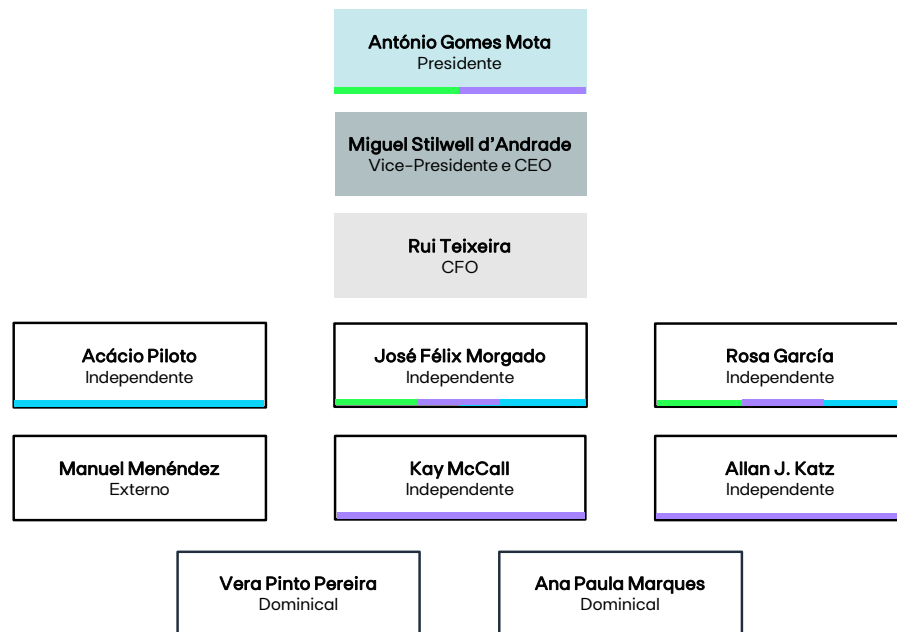 António Gomes Mota
Presidente
Miguel Stilwell d’Andrade
Vice-Presidente e CEO
Rui Teixeira
CFO
Acácio Piloto
Independente
José Félix Morgado
Independente
Rosa García
Independente
Manuel Menéndez
Externo
Kay McCall
Independente
Allan J. Katz
Independente
Vera Pinto Pereira
Dominical
Ana Paula Marques
Dominical